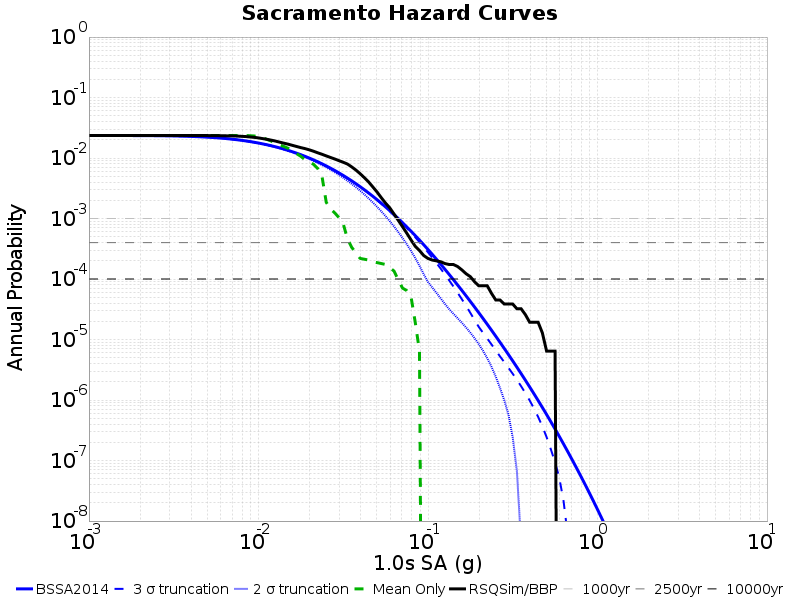 Sacramento Hazard Curves
10^0
10^-1
10^-2
10^-3
10^-4
10^-5
10^-6
10^-7
10^-8
Annual Probability
10^-3 10^-2 10^-1 10^0 10^1
1.0s SA (g)
BSSA2014 3 σ truncation 2 σ truncation Mean Only RSQSim/BBP 1000yr 2500yr 10000yr